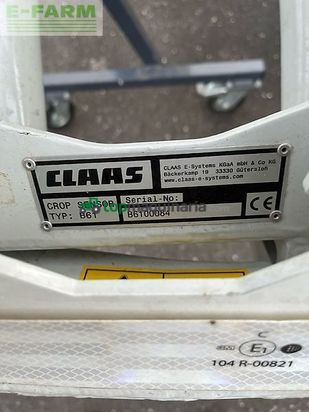 E-FARM
CLAAS
CLAAS E-Systems KGaA mbH & Co KG
Bäckerkamp 19 33330 Gütersloh
www.claas-e-systems.com
CROP SENSOR
Serial-No:
TYP: B61
B6100084
CE
topmaquinaria
C
E1
104 R-00821